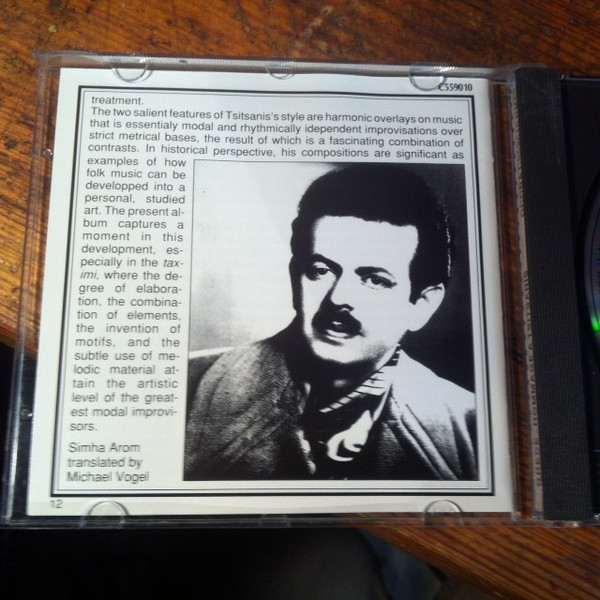 C559010
treatment.
The two salient features of Tsitsanis's style are harmonic overlays on music
that is essentialy modal and rhythmically idependent improvisations over
strict metrical bases, the result of which is a fascinating combination of
contrasts. In historical perspective, his compositions are significant as
examples of how
folk music can be
developped into a
personal, studied
art. The present al-
bum captures a
moment in this
development, es-
pecially in the tax-
imi, where the de-
gree of elabora-
tion, the combina-
tion of elements,
the invention of
motifs, and the
subtle use of me-
lodic material at-
tain the artistic
level of the great-
est modal improvi-
sors.
Simha Arom
translated by
Michael Vogel
12